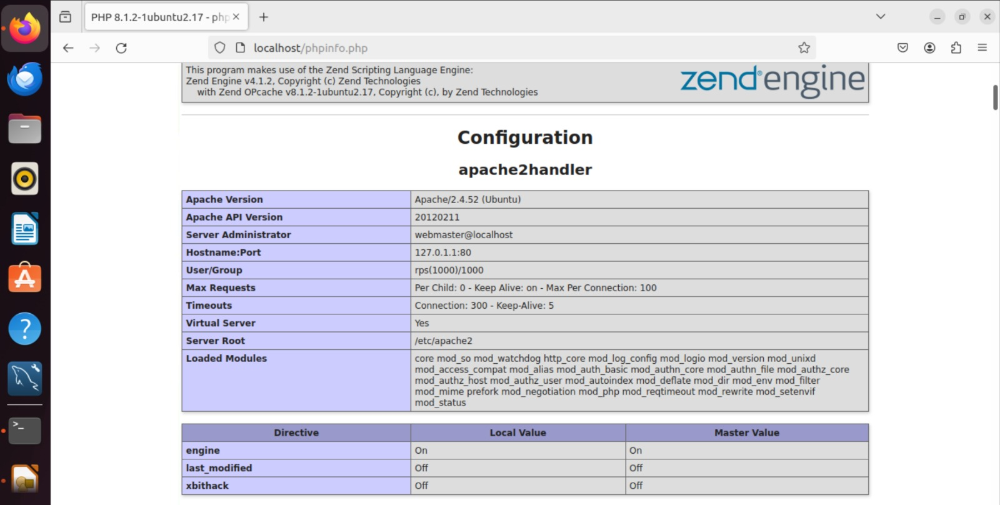 PHP 8.1.2-1ubuntu2.17 - php
localhost/phpinfo.php
This program makes use of the Zend Scripting Language Engine:
Zend Engine v4.1.2, Copyright (c) Zend Technologies
with Zend OPcache v8.1.2-1ubuntu2.17, Copyright (c), by Zend Technologies
zend®engine
Configuration
apache2handler
Apache Version Apache/2.4.52 (Ubuntu)
Apache API Version 20120211
Server Administrator webmaster@localhost
Hostname:Port 127.0.1.1:80
User/Group rps(1000)/1000
Max Requests Per Child: 0 - Keep Alive: on - Max Per Connection: 100
Timeouts Connection: 300 - Keep-Alive: 5
Virtual Server Yes
Server Root /etc/apache2
Loaded Modules core mod_so mod_watchdog http_core mod_log_config mod_logio mod_version mod_unixd
mod_access_compat mod_alias mod_auth_basic mod_authn_core mod_authn_file mod_authz_core
mod_authz_host mod_authz_user mod_autoindex mod_deflate mod_dir mod_env mod_filter
mod_mime prefork mod_negotiation mod_php mod_reqtimeout mod_rewrite mod_setenvif
mod_status
Directive Local Value Master Value
engine On On
last_modified Off Off
xbithack Off Off